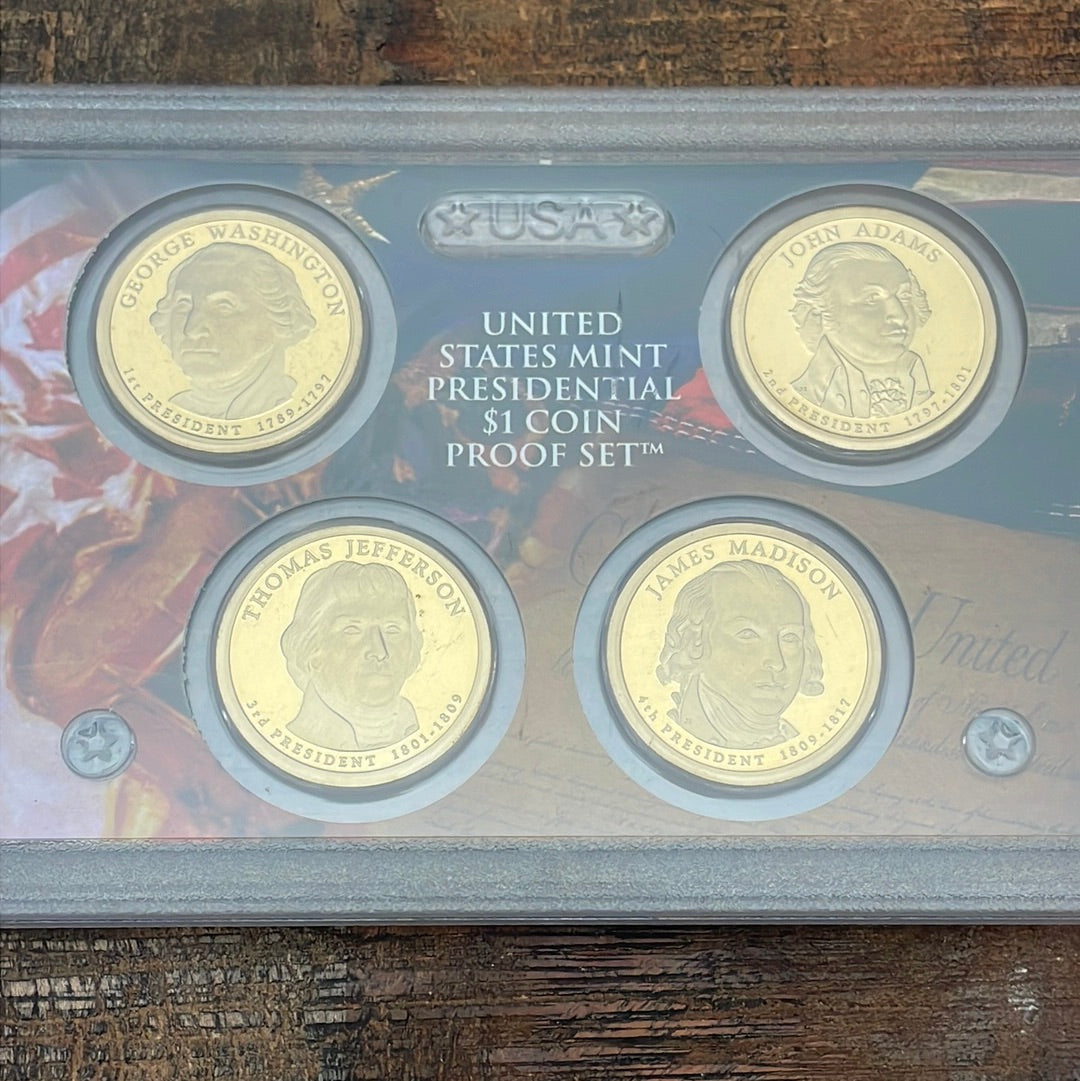 USA
GEORGE WASHINGTON
1st PRESIDENT 1789-1797
UNITED
STATES MINT
PRESIDENTIAL
$1 COIN
PROOF SET™
JOHN ADAMS
2nd PRESIDENT 1797-1801
THOMAS JEFFERSON
3rd PRESIDENT 1801-1809
JAMES MADISON
4th PRESIDENT 1809-1817
United